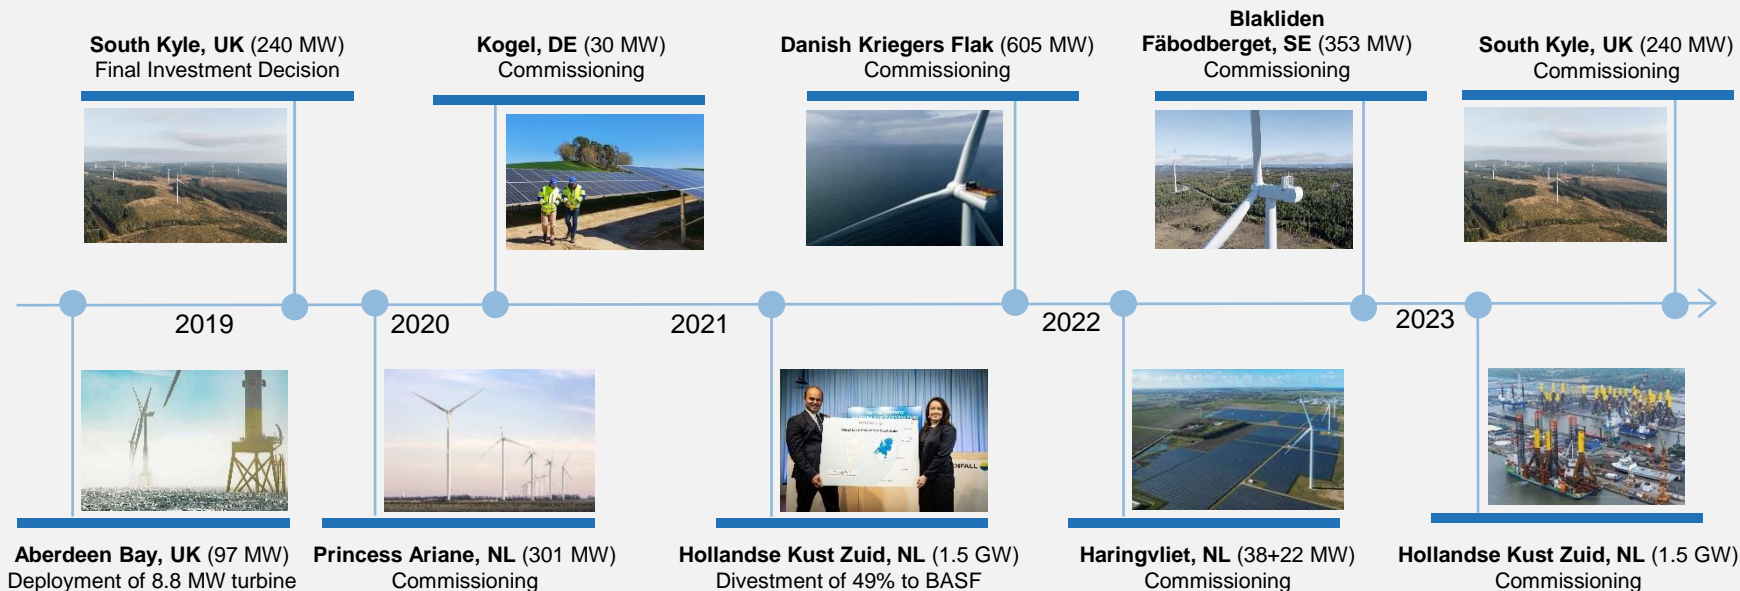 South Kyle, UK (240 MW)
Final Investment Decision
Kogel, DE (30 MW)
Commissioning
Danish Kriegers Flak (605 MW)
Commissioning
Blakliden
Fäbodberget, SE (353 MW)
Commissioning
South Kyle, UK (240 MW)
Commissioning
2019
2020
2021
2022
2023
ENFALL
Aberdeen Bay, UK (97 MW)
Deployment of 8.8 MW turbine
Princess Ariane, NL (301 MW)
Commissioning
Hollandse Kust Zuid, NL (1.5 GW)
Divestment of 49% to BASF
Haringvliet, NL (38+22 MW)
Commissioning
Hollandse Kust Zuid, NL (1.5 GW)
Commissioning